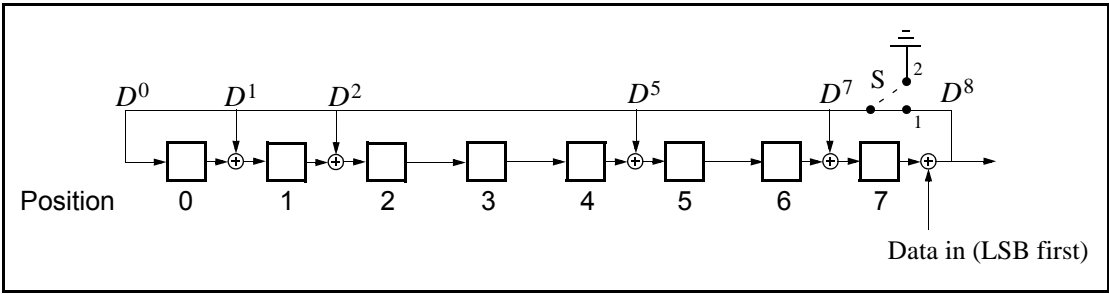 S 2
D⁰ D¹ D² D⁵ D⁷ D⁸
1
Position 0 1 2 3 4 5 6 7
Data in (LSB first)